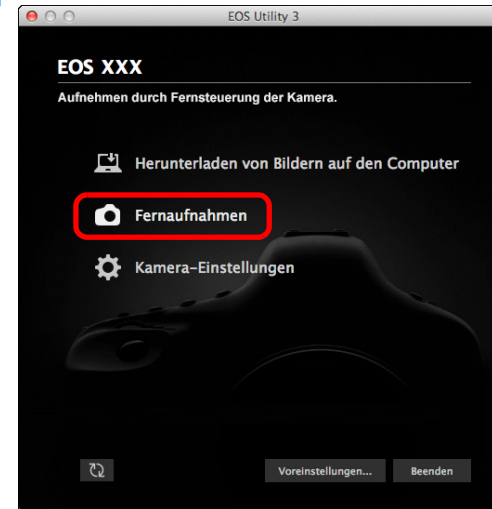 EOS Utility 3
EOS XXX
Aufnehmen durch Fernsteuerung der Kamera.
Herunterladen von Bildern auf den Computer
Fernaufnahmen
Kamera-Einstellungen
Voreinstellungen... Beenden